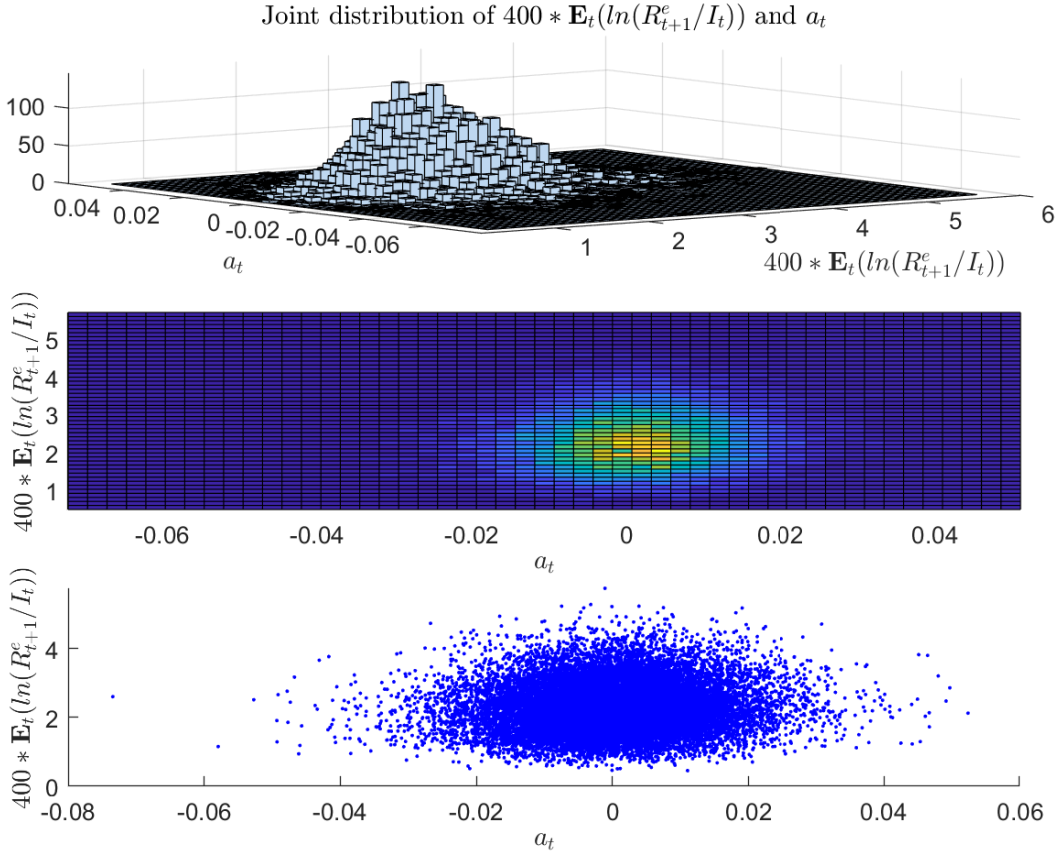 Joint distribution of 400 ∗ E_t(ln(R^e_{t+1}/I_t)) and a_t
100
50
0
0.04 0.02 0 -0.02 -0.04 -0.06
1 2 3 4 5 6
a_t
400 ∗ E_t(ln(R^e_{t+1}/I_t))
400 ∗ E_t(ln(R^e_{t+1}/I_t))
5
4
3
2
1
-0.06 -0.04 -0.02 0 0.02 0.04
a_t
400 ∗ E_t(ln(R^e_{t+1}/I_t))
4
2
0
-0.08 -0.06 -0.04 -0.02 0 0.02 0.04 0.06
a_t